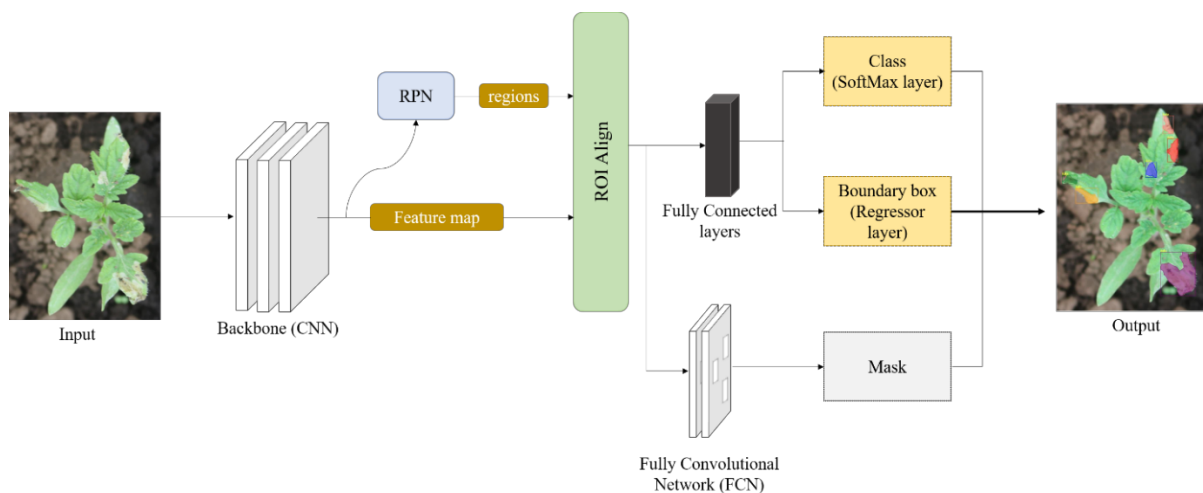 Input
Backbone (CNN)
RPN
regions
Feature map
ROI Align
Fully Connected
layers
Fully Convolutional
Network (FCN)
Class
(SoftMax layer)
Boundary box
(Regressor
layer)
Mask
Output